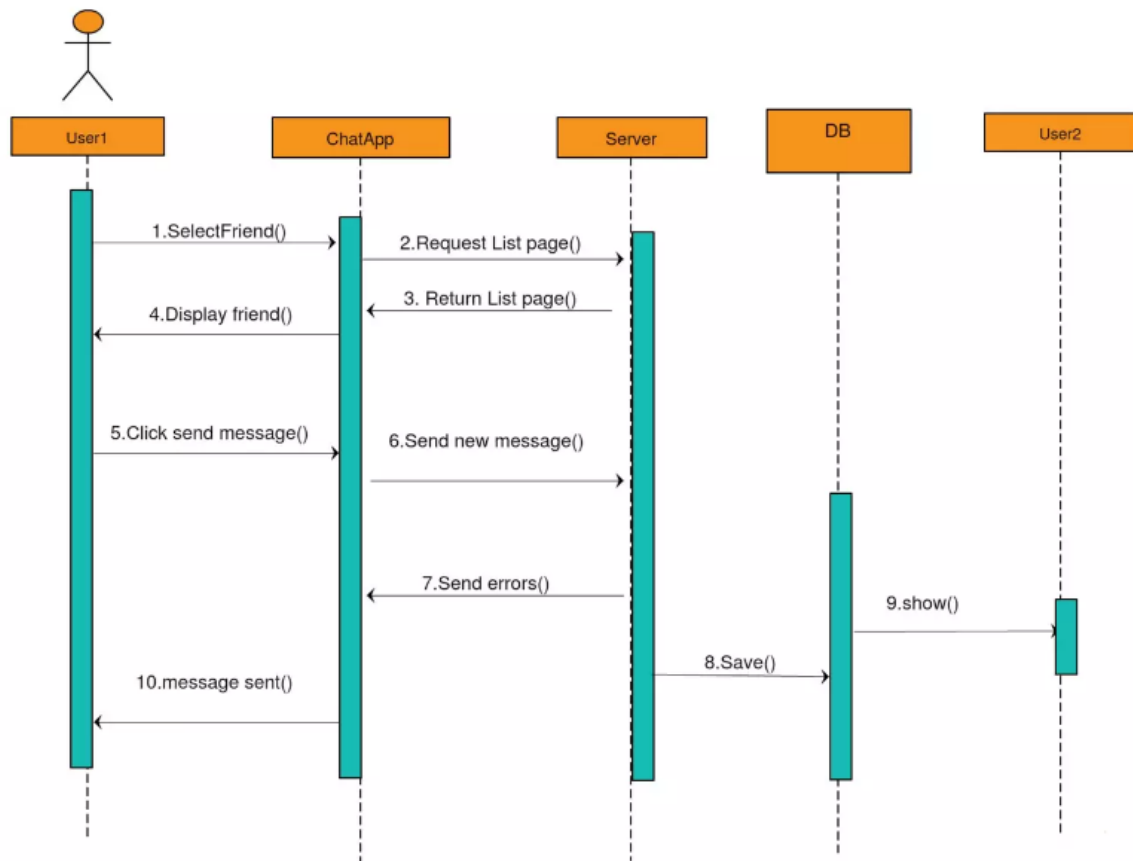 User1
ChatApp
Server
DB
User2
1.SelectFriend()
2.Request List page()
3. Return List page()
4.Display friend()
5.Click send message()
6.Send new message()
7.Send errors()
9.show()
8.Save()
10.message sent()